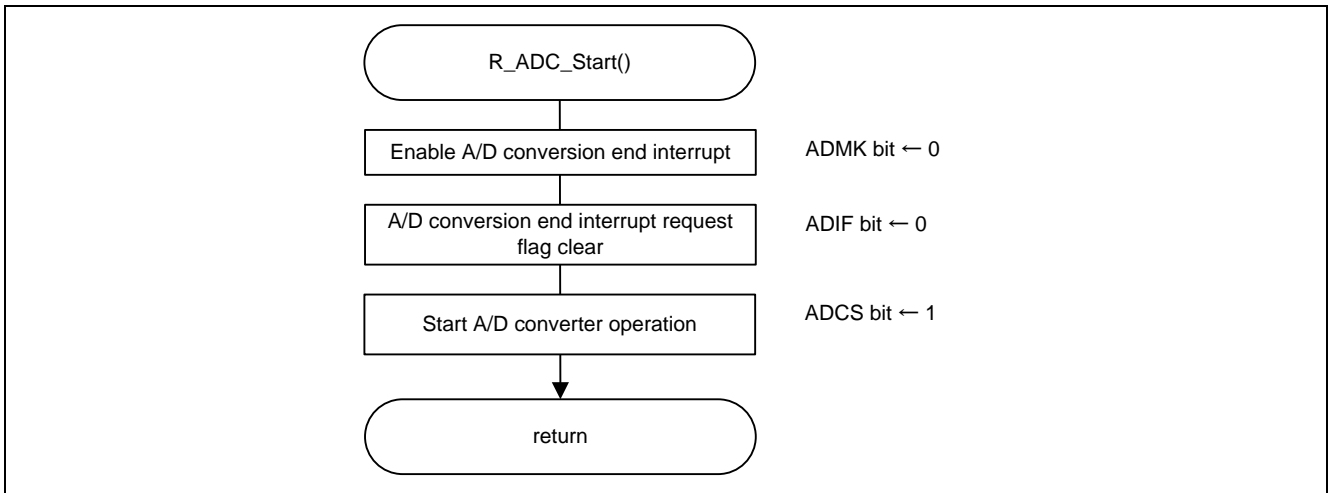 R_ADC_Start()
Enable A/D conversion end interrupt
ADMK bit ← 0
A/D conversion end interrupt request
flag clear
ADIF bit ← 0
Start A/D converter operation
ADCS bit ← 1
return